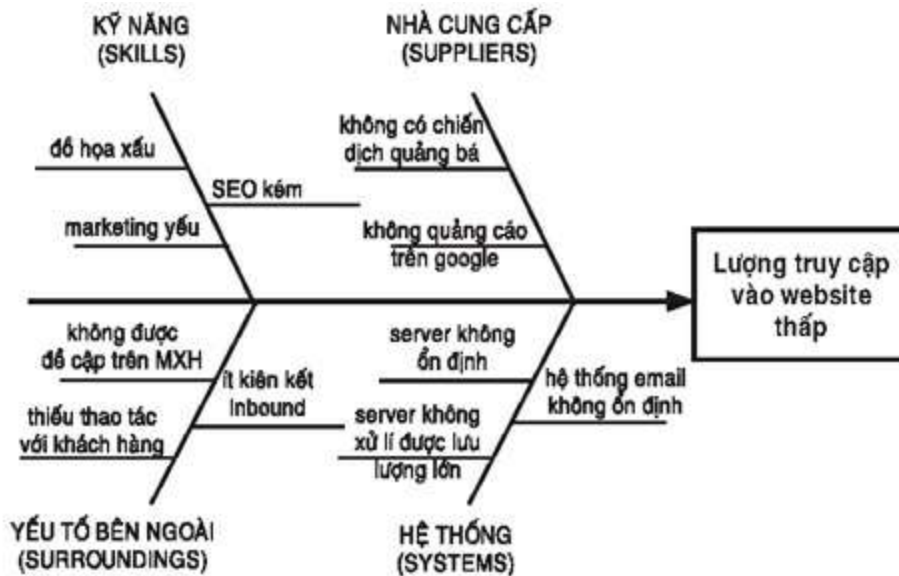 KỸ NĂNG
(SKILLS)
NHÀ CUNG CẤP
(SUPPLIERS)
đồ họa xấu
SEO kém
marketing yếu
không có chiến
dịch quảng bá
không quảng cáo
trên google
Lượng truy cập
vào website
thấp
không được
đề cập trên MXH
ít kiên kết
inbound
thiếu thao tác
với khách hàng
server không
ổn định
hệ thống email
không ổn định
server không
xử lí được lưu
lượng lớn
YẾU TỐ BÊN NGOÀI
(SURROUNDINGS)
HỆ THỐNG
(SYSTEMS)